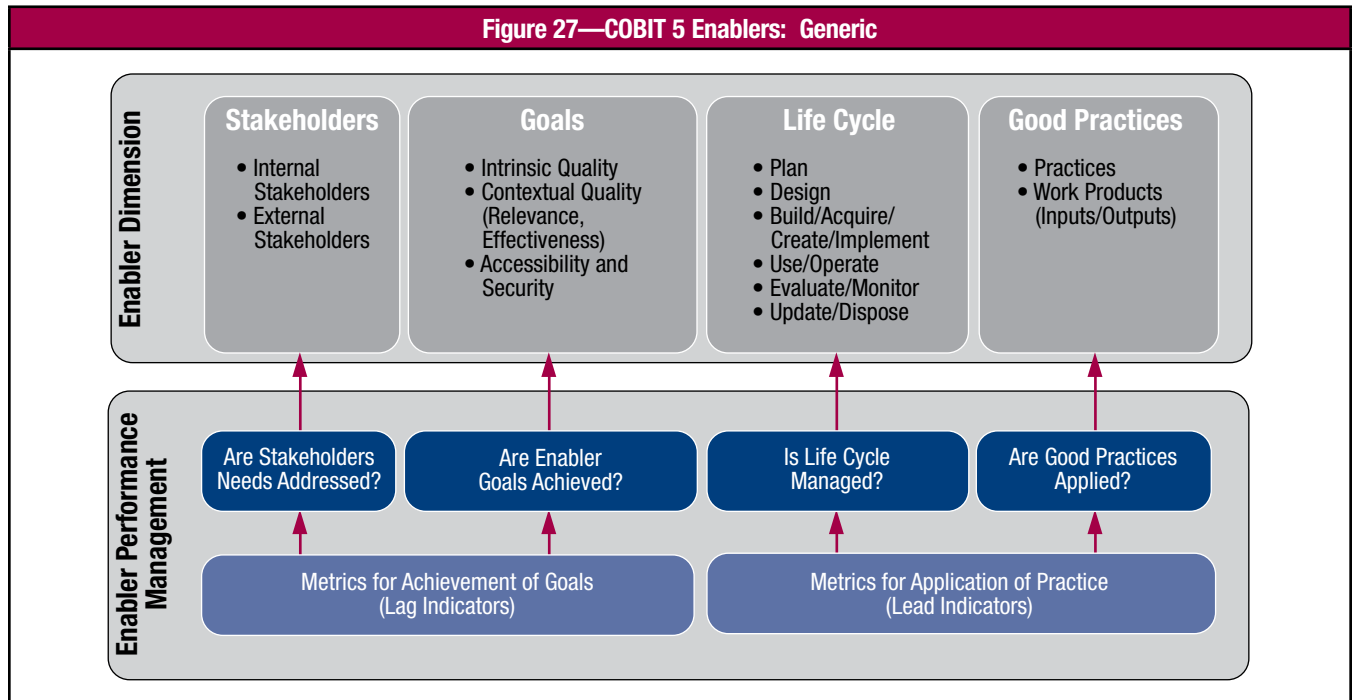 Figure 27—COBIT 5 Enablers: Generic
Enabler Dimension
Stakeholders
• Internal
Stakeholders
• External
Stakeholders
Goals
• Intrinsic Quality
• Contextual Quality
(Relevance,
Effectiveness)
• Accessibility and
Security
Life Cycle
• Plan
• Design
• Build/Acquire/
Create/Implement
• Use/Operate
• Evaluate/Monitor
• Update/Dispose
Good Practices
• Practices
• Work Products
(Inputs/Outputs)
Enabler Performance
Management
Are Stakeholders
Needs Addressed?
Are Enabler
Goals Achieved?
Is Life Cycle
Managed?
Are Good Practices
Applied?
Metrics for Achievement of Goals
(Lag Indicators)
Metrics for Application of Practice
(Lead Indicators)